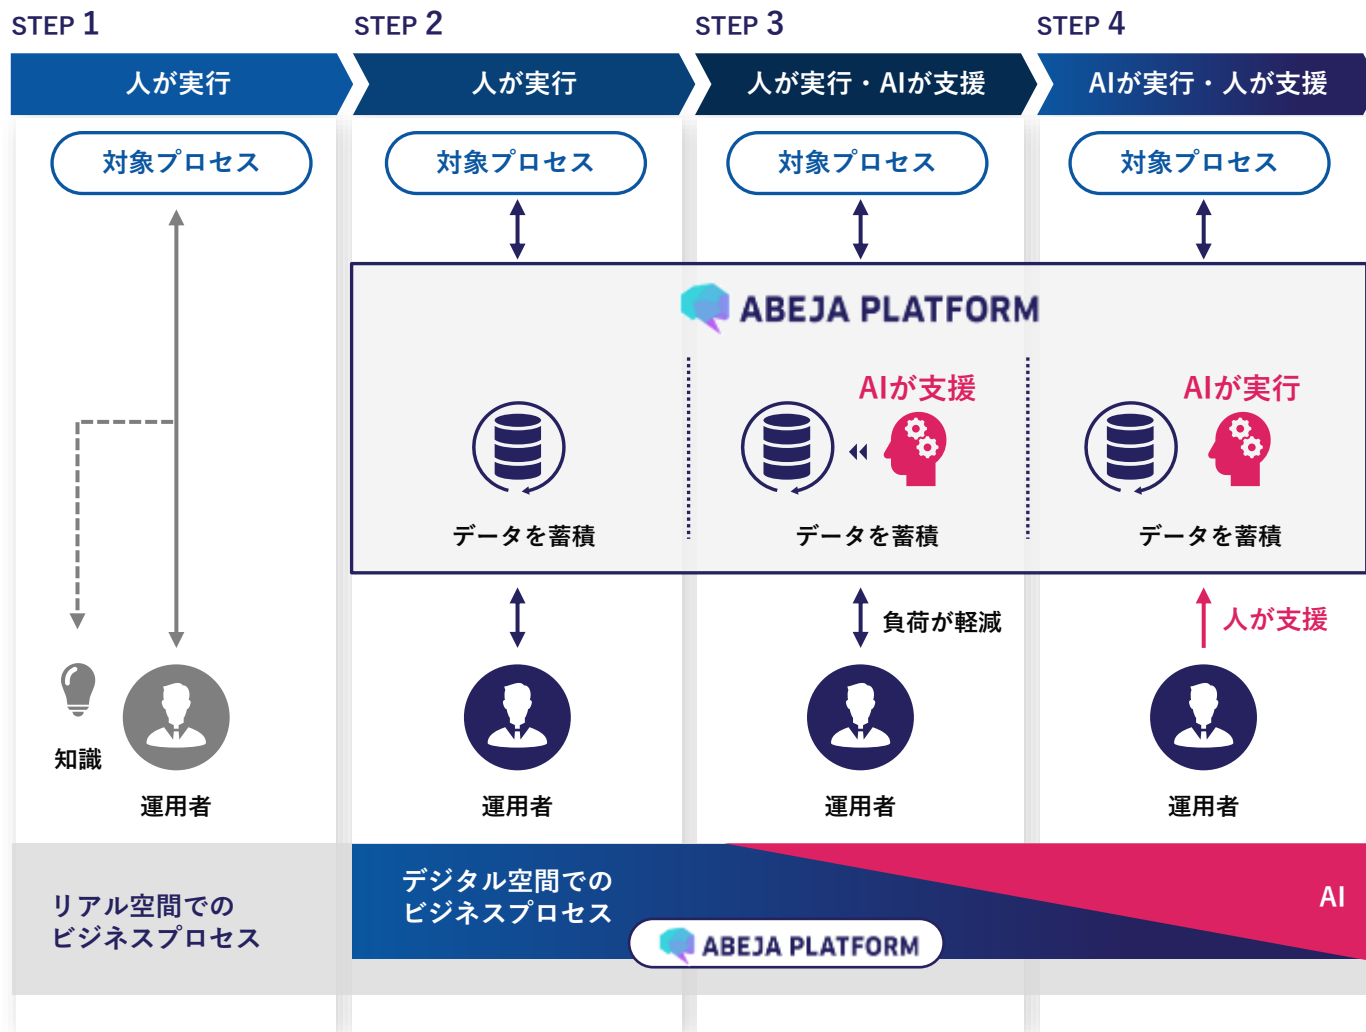 STEP 1
STEP 2
STEP 3
STEP 4
人が実行
人が実行
人が実行・AIが支援
AIが実行・人が支援
対象プロセス
対象プロセス
対象プロセス
対象プロセス
ABEJA PLATFORM
AIが支援
AIが実行
データを蓄積
データを蓄積
データを蓄積
負荷が軽減
人が支援
知識
運用者
運用者
運用者
運用者
リアル空間での
ビジネスプロセス
デジタル空間での
ビジネスプロセス
AI
ABEJA PLATFORM